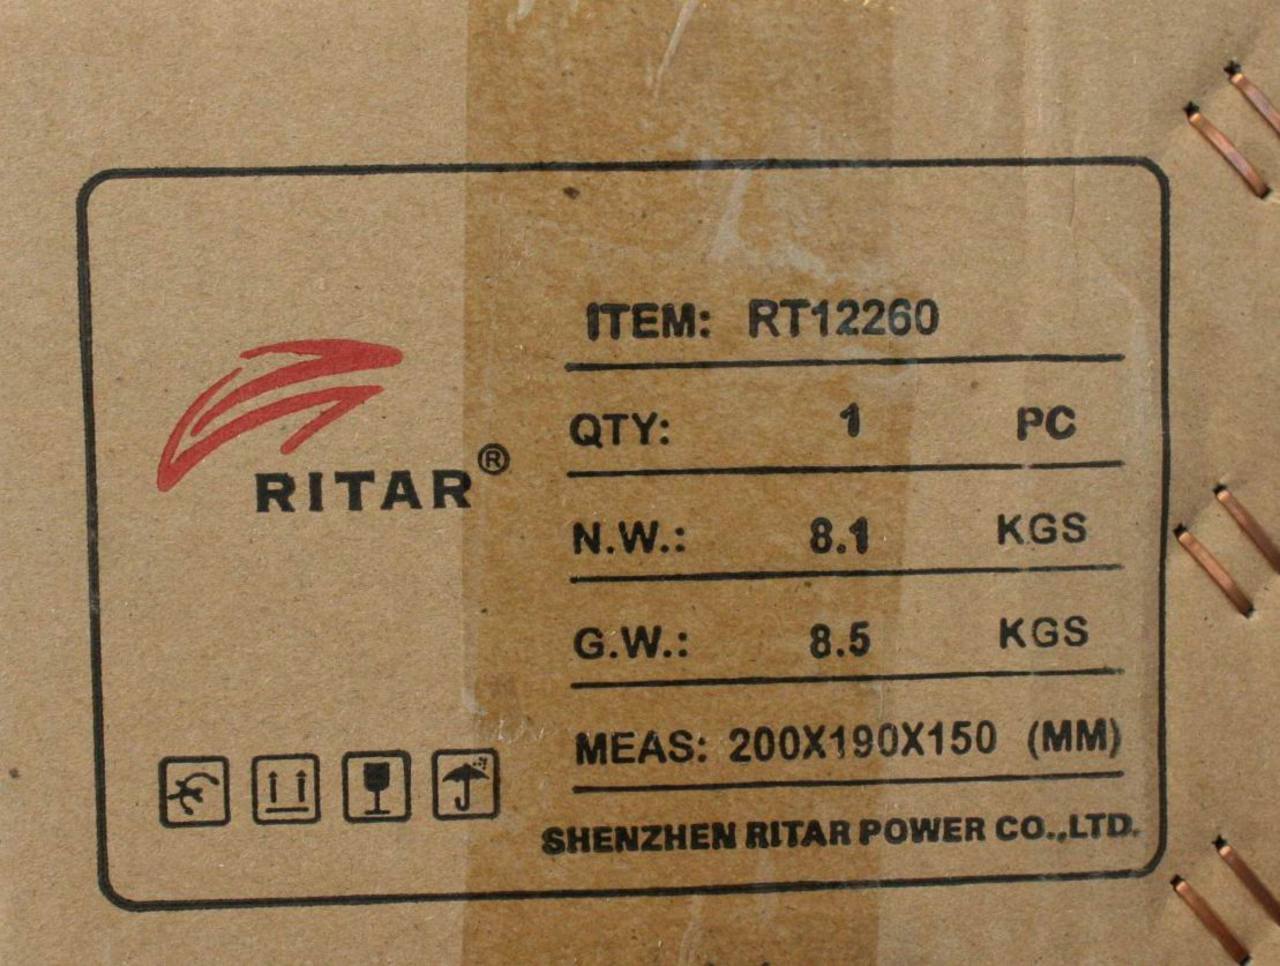 RITAR®
ITEM: RT12260
QTY: 1 PC
N.W.: 8.1 KGS
G.W.: 8.5 KGS
MEAS: 200X190X150 (MM)
SHENZHEN RITAR POWER CO.,LTD.